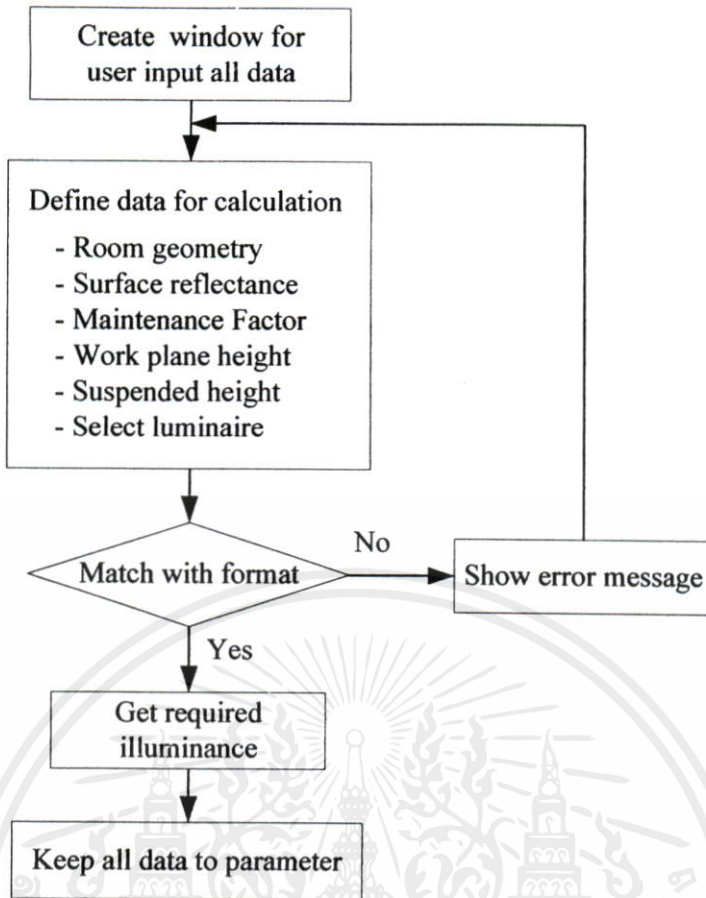 Create window for
user input all data
Define data for calculation
- Room geometry
- Surface reflectance
- Maintenance Factor
- Work plane height
- Suspended height
- Select luminaire
Match with format
No
Show error message
Yes
Get required
illuminance
Keep all data to parameter